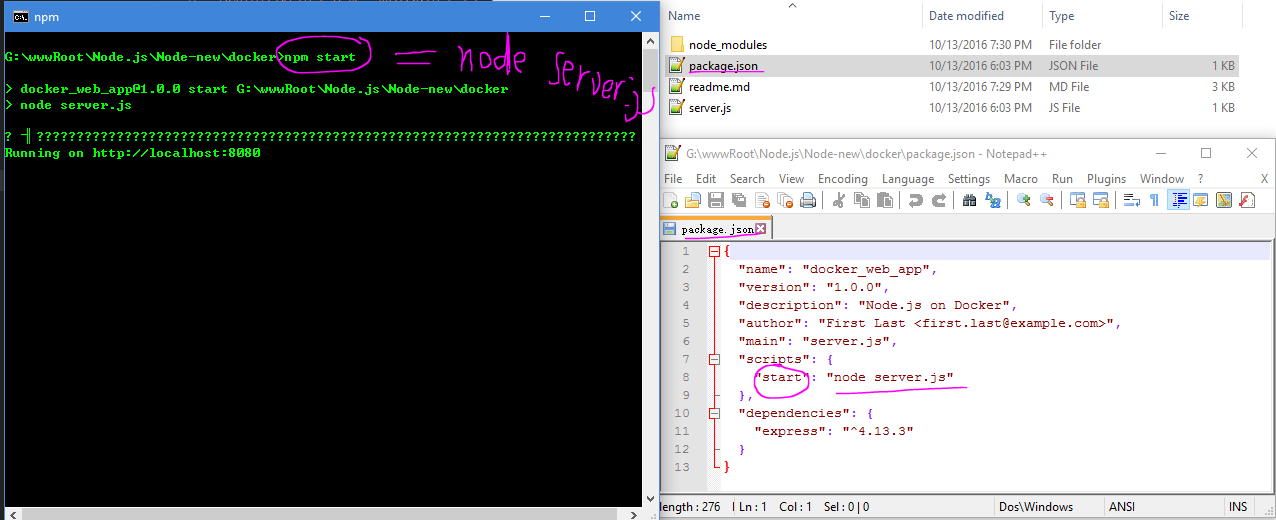 npm
G:\wwwRoot\Node.js\Node-new\docker>npm start
== node server.js
> docker_web_app@1.0.0 start G:\wwwRoot\Node.js\Node-new\docker
> node server.js
? ╣ ???????????????????????????????????????????????????????????????????????????
Running on http://localhost:8080
Name Date modified Type Size
node_modules 10/13/2016 7:30 PM File folder
package.json 10/13/2016 6:03 PM JSON File 1 KB
readme.md 10/13/2016 7:29 PM MD File 3 KB
server.js 10/13/2016 6:03 PM JS File 1 KB
G:\wwwRoot\Node.js\Node-new\docker\package.json - Notepad++
File Edit Search View Encoding Language Settings Macro Run Plugins Window ? X
package.json
1 {
2 "name": "docker_web_app",
3 "version": "1.0.0",
4 "description": "Node.js on Docker",
5 "author": "First Last <first.last@example.com>",
6 "main": "server.js",
7 "scripts": {
8 "start": "node server.js"
9 },
10 "dependencies": {
11 "express": "^4.13.3"
12 }
13 }
length : 276 l Ln : 1 Col : 1 Sel : 0 | 0 Dos\Windows ANSI INS